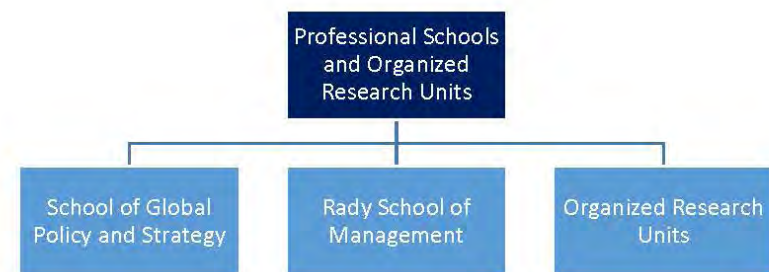 Professional Schools
and Organized
Research Units
School of Global
Policy and Strategy
Rady School of
Management
Organized Research
Units